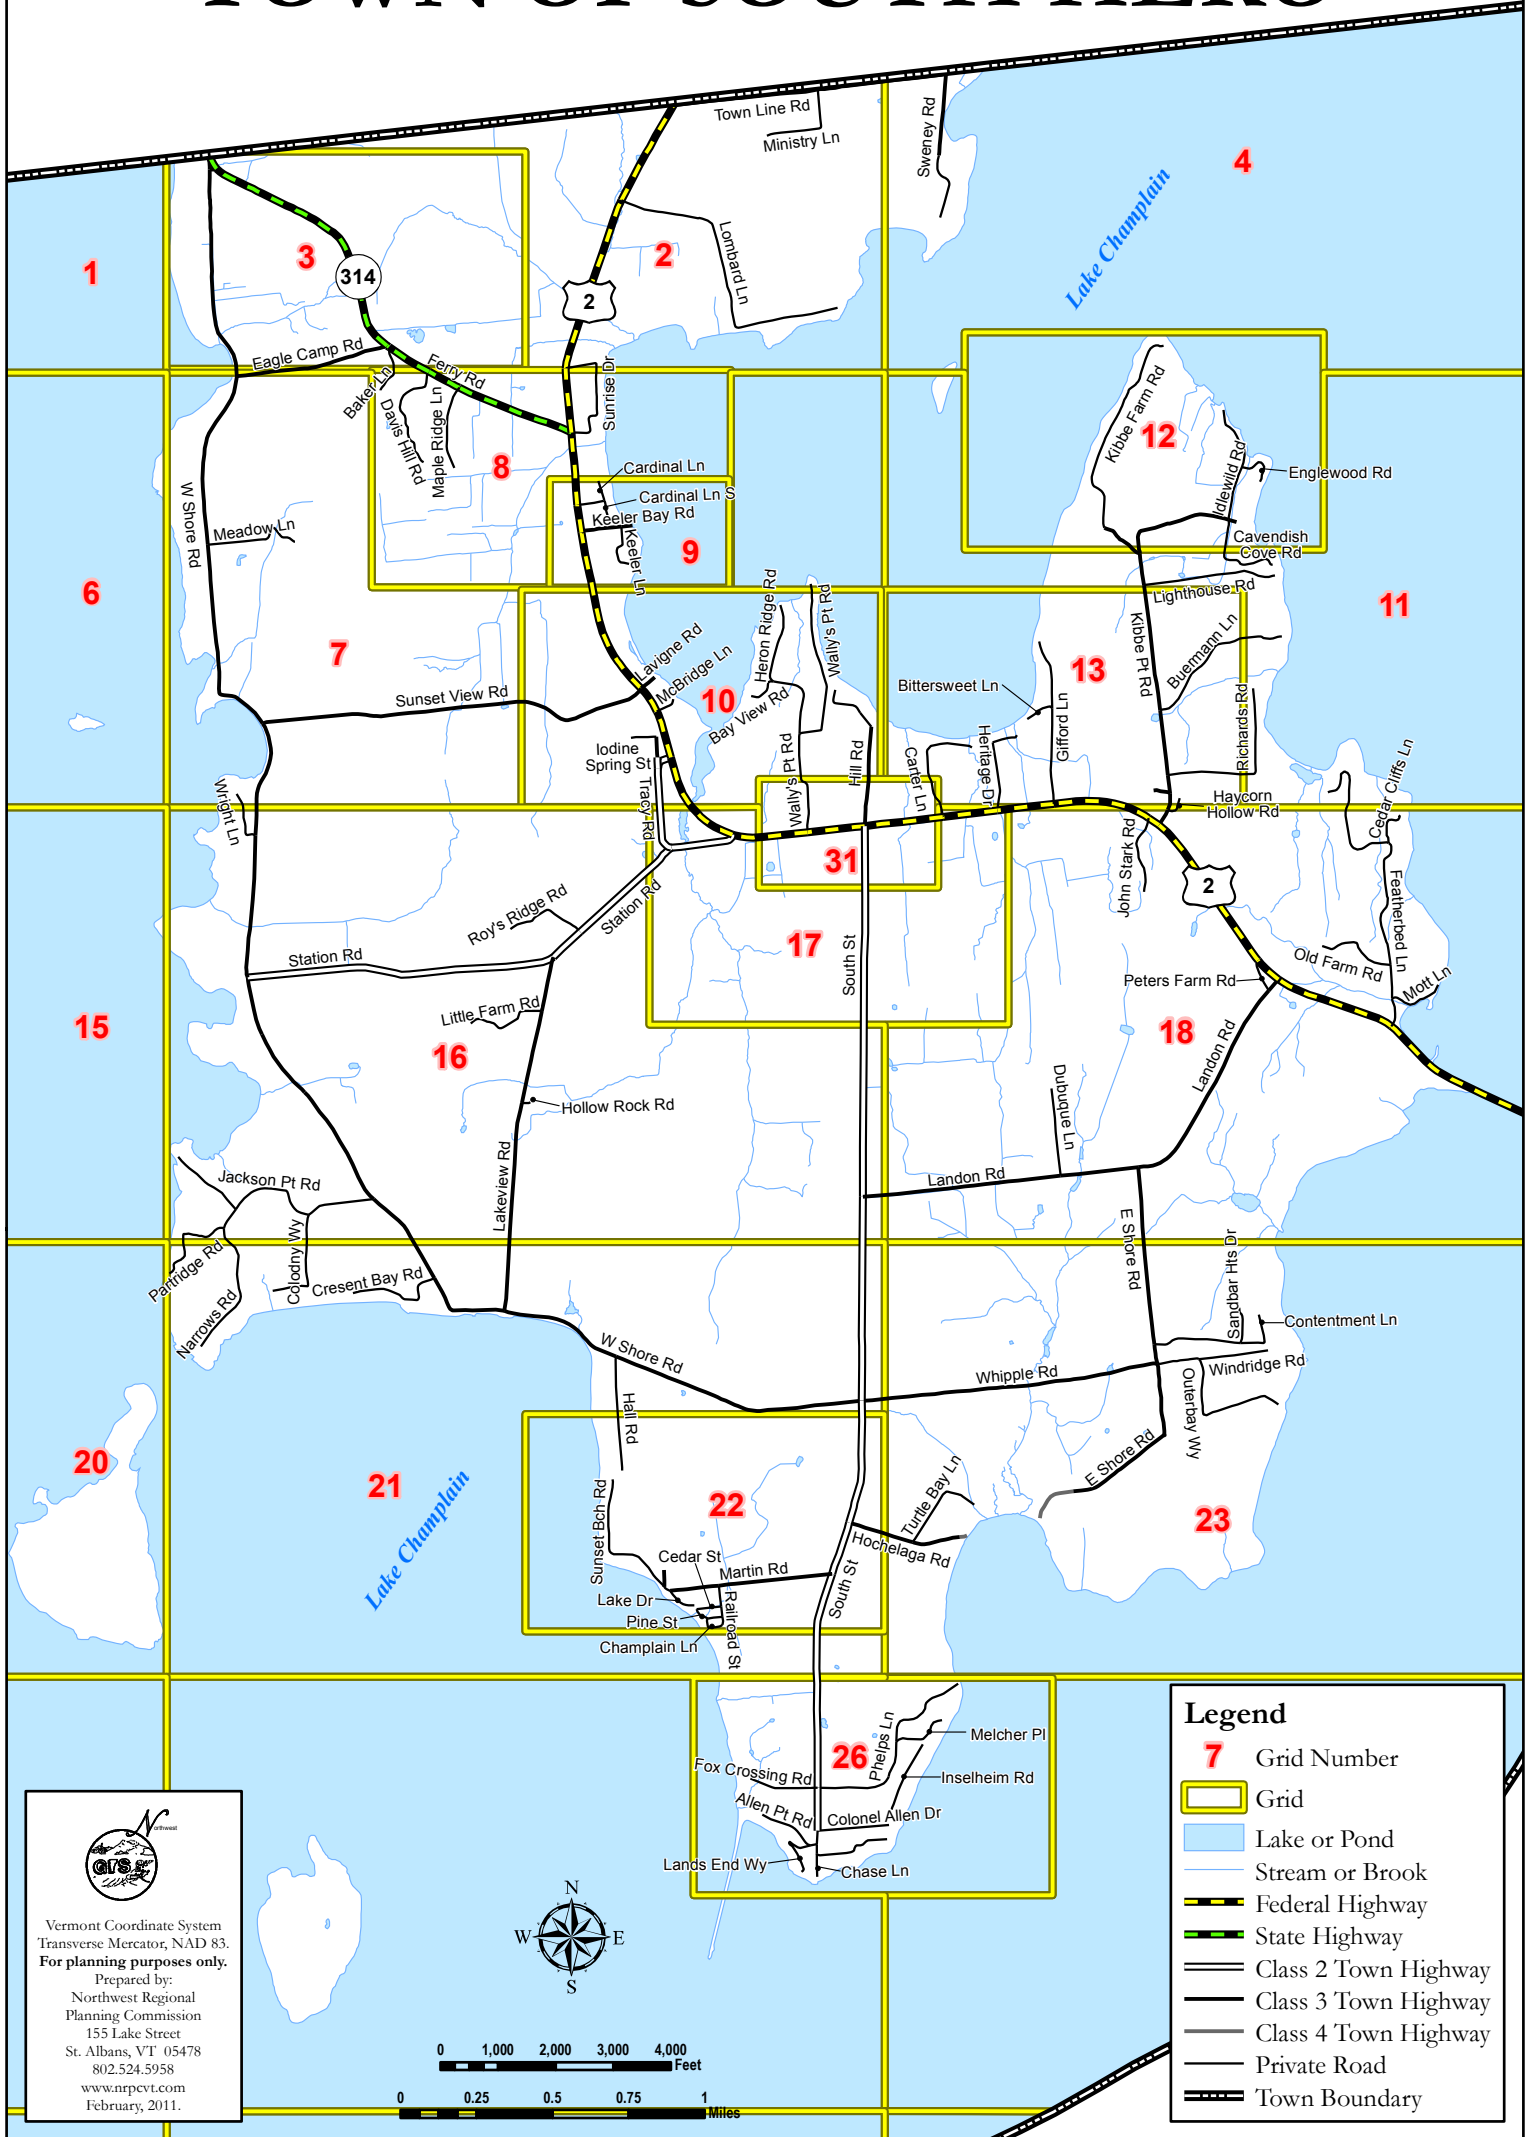 TOWN OF SOUTH HERO
Town Line Rd
Ministry Ln
Sweney Rd
4
Lake Champlain
1
3
314
2
Lombard Ln
2
Eagle Camp Rd
Ferry Rd
Baker Ln
Davis Hill Rd
Maple Ridge Ln
Sunrise Dr
8
Kibbe Farm Rd
12
Idlewild Rd
Englewood Rd
Cardinal Ln
Cardinal Ln S
Keeler Bay Rd
Keeler Ln
9
W Shore Rd
Meadow Ln
Cavendish
Cove Rd
Lighthouse Rd
6
7
11
Heron Ridge Rd
Wally's Pt Rd
Lavigne Rd
McBridge Ln
Sunset View Rd
10
Bay View Rd
Bittersweet Ln
13
Kibbe Pt Rd
Buermann Ln
Gifford Ln
Richards Rd
Iodine
Spring St
Tracy Rd
Wally's Pt Rd
Hill Rd
Carter Ln
Heritage Dr
Haycorn
Hollow Rd
Cedar Cliffs Ln
Wright Ln
31
John Stark Rd
2
Featherbed Ln
Roy's Ridge Rd
Station Rd
Station Rd
17
South St
Old Farm Rd
Mott Ln
Peters Farm Rd
Little Farm Rd
15
16
18
Landon Rd
Hollow Rock Rd
Dubuque Ln
Lakeview Rd
Landon Rd
Jackson Pt Rd
Colodny Wy
Partridge Rd
Narrows Rd
Cresent Bay Rd
E Shore Rd
Sandbar Hts Dr
Contentment Ln
W Shore Rd
Whipple Rd
Windridge Rd
Outerbay Wy
Hall Rd
20
21
Lake Champlain
22
E Shore Rd
Turtle Bay Ln
23
Sunset Bch Rd
Hochelaga Rd
Cedar St
Martin Rd
Lake Dr
Pine St
Champlain Ln
Railroad St
South St
26
Phelps Ln
Melcher Pl
Fox Crossing Rd
Inselheim Rd
Allen Pt Rd
Colonel Allen Dr
Lands End Wy
Chase Ln
N
W
E
S
0
1,000
2,000
3,000
4,000
Feet
0
0.25
0.5
0.75
1
Miles
Northwest
Vermont Coordinate System
Transverse Mercator, NAD 83.
For planning purposes only.
Prepared by:
Northwest Regional
Planning Commission
155 Lake Street
St. Albans, VT 05478
802.524.5958
www.nrpcvt.com
February, 2011.
Legend
7 Grid Number
Grid
Lake or Pond
Stream or Brook
Federal Highway
State Highway
Class 2 Town Highway
Class 3 Town Highway
Class 4 Town Highway
Private Road
Town Boundary